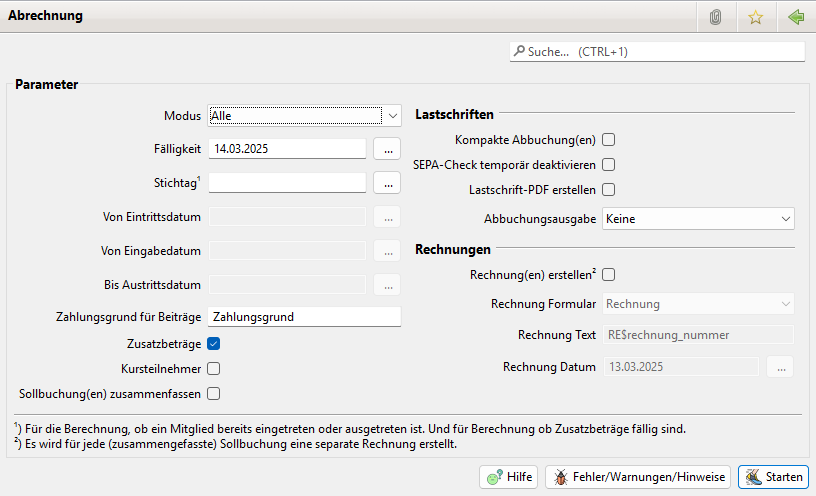 Abrechnung
Suche... (CTRL+1)
Parameter
Modus Alle
Fälligkeit 14.03.2025 ...
Stichtag¹ ...
Von Eintrittsdatum ...
Von Eingabedatum ...
Bis Austrittsdatum ...
Zahlungsgrund für Beiträge Zahlungsgrund
Zusatzbeträge
Kursteilnehmer
Sollbuchung(en) zusammenfassen
Lastschriften
Kompakte Abbuchung(en)
SEPA-Check temporär deaktivieren
Lastschrift-PDF erstellen
Abbuchungsausgabe Keine
Rechnungen
Rechnung(en) erstellen²
Rechnung Formular Rechnung
Rechnung Text RE$rechnung_nummer
Rechnung Datum 13.03.2025 ...
¹) Für die Berechnung, ob ein Mitglied bereits eingetreten oder ausgetreten ist. Und für Berechnung ob Zusatzbeträge fällig sind.
²) Es wird für jede (zusammengefasste) Sollbuchung eine separate Rechnung erstellt.
Hilfe Fehler/Warnungen/Hinweise Starten